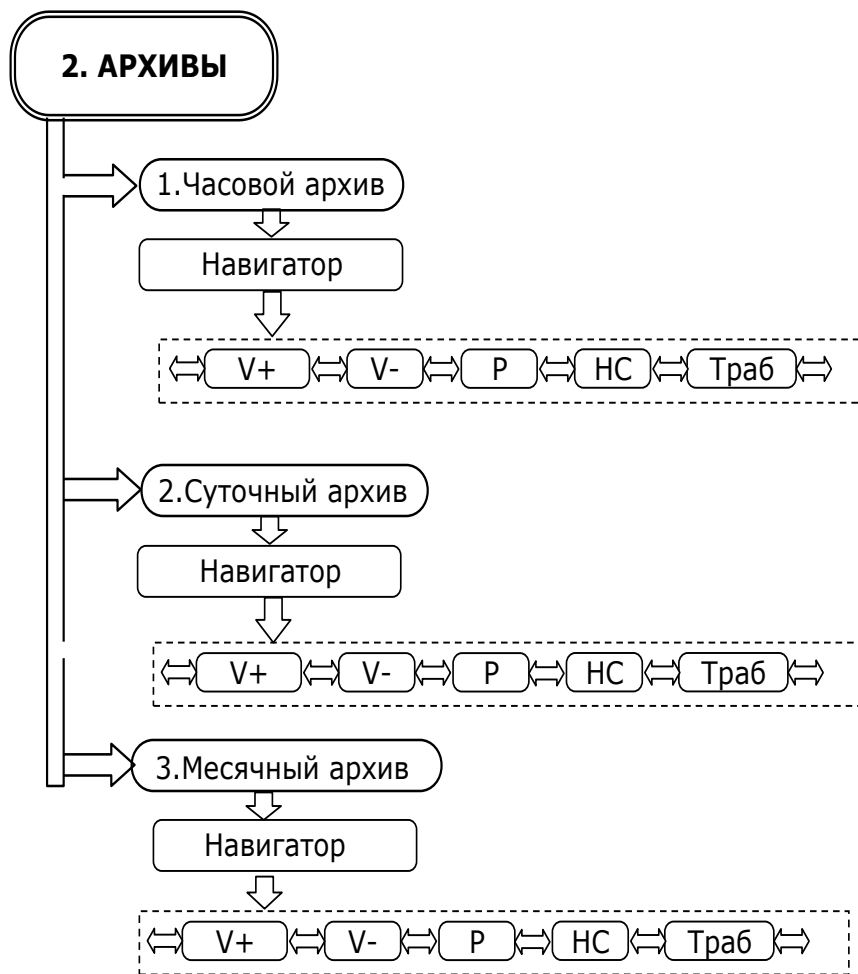 2. АРХИВЫ
1.Часовой архив
Навигатор
V+ V- P НС Траб
2.Суточный архив
Навигатор
V+ V- P НС Траб
3.Месячный архив
Навигатор
V+ V- P НС Траб